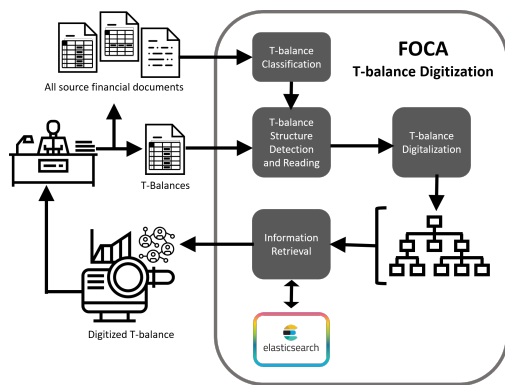 FOCA
T-balance Digitization
All source financial documents
T-balance
Classification
T-balance
Structure
Detection
and Reading
T-balance
Digitalization
T-Balances
Information
Retrieval
Digitized T-balance
elasticsearch